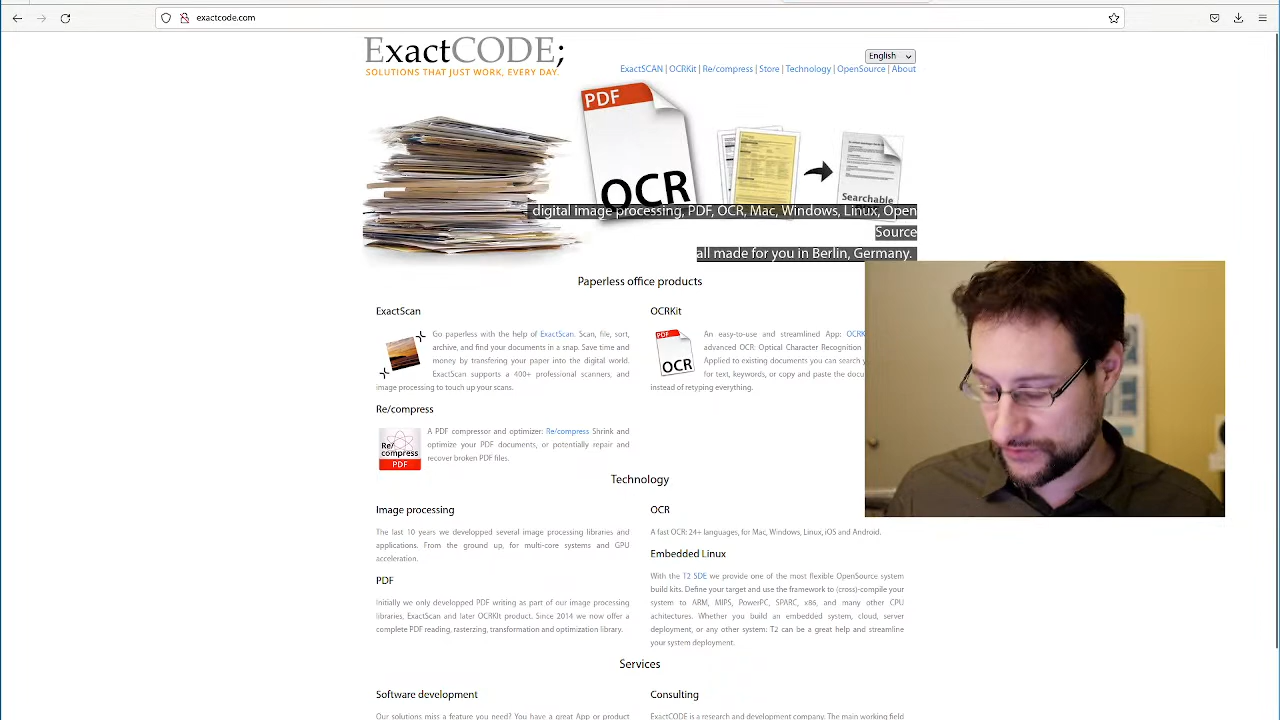 exactcode.com
ExactCODE;
SOLUTIONS THAT JUST WORK, EVERY DAY.
English
ExactSCAN | OCRKit | Re/compress | Store | Technology | OpenSource | About
PDF
OCR
Searchable
digital image processing, PDF, OCR, Mac, Windows, Linux, Open
Source
all made for you in Berlin, Germany.
Paperless office products
ExactScan
Go paperless with the help of ExactScan. Scan, file, sort,
archive, and find your documents in a snap. Save time and
money by transfering your paper into the digital world.
ExactScan supports a 400+ professional scanners, and
image processing to touch up your scans.
OCRKit
PDF
OCR
An easy-to-use and streamlined App: OCRK
advanced OCR: Optical Character Recognition
Applied to existing documents you can search y
for text, keywords, or copy and paste the docu
instead of retyping everything.
Re/compress
Re/
compress
PDF
A PDF compressor and optimizer: Re/compress Shrink and
optimize your PDF documents, or potentially repair and
recover broken PDF files.
Technology
Image processing
The last 10 years we developped several image processing libraries and
applications. From the ground up, for multi-core systems and GPU
acceleration.
OCR
A fast OCR: 24+ languages, for Mac, Windows, Linux, iOS and Android.
Embedded Linux
With the T2 SDE we provide one of the most flexible OpenSource system
build kits. Define your target and use the framework to (cross)-compile your
system to ARM, MIPS, PowerPC, SPARC, x86, and many other CPU
achitectures. Whether you build an embedded system, cloud, server
deployment, or any other system: T2 can be a great help and streamline
your system deployment.
PDF
Initially we only developped PDF writing as part of our image processing
libraries, ExactScan and later OCRKit product. Since 2014 we now offer a
complete PDF reading, rasterzing, transformation and optimization library.
Services
Software development
Our solutions miss a feature you need? You have a great App or product
Consulting
ExactCODE is a research and development company. The main working field